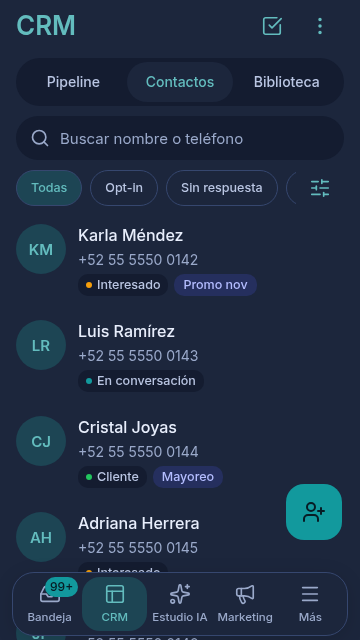 CRM
Pipeline Contactos Biblioteca
Buscar nombre o teléfono
Todas Opt-in Sin respuesta
KM Karla Méndez
+52 55 5550 0142
Interesado Promo nov
LR Luis Ramírez
+52 55 5550 0143
En conversación
CJ Cristal Joyas
+52 55 5550 0144
Cliente Mayoreo
AH Adriana Herrera
+52 55 5550 0145
Interesado
99+
Bandeja CRM Estudio IA Marketing Más